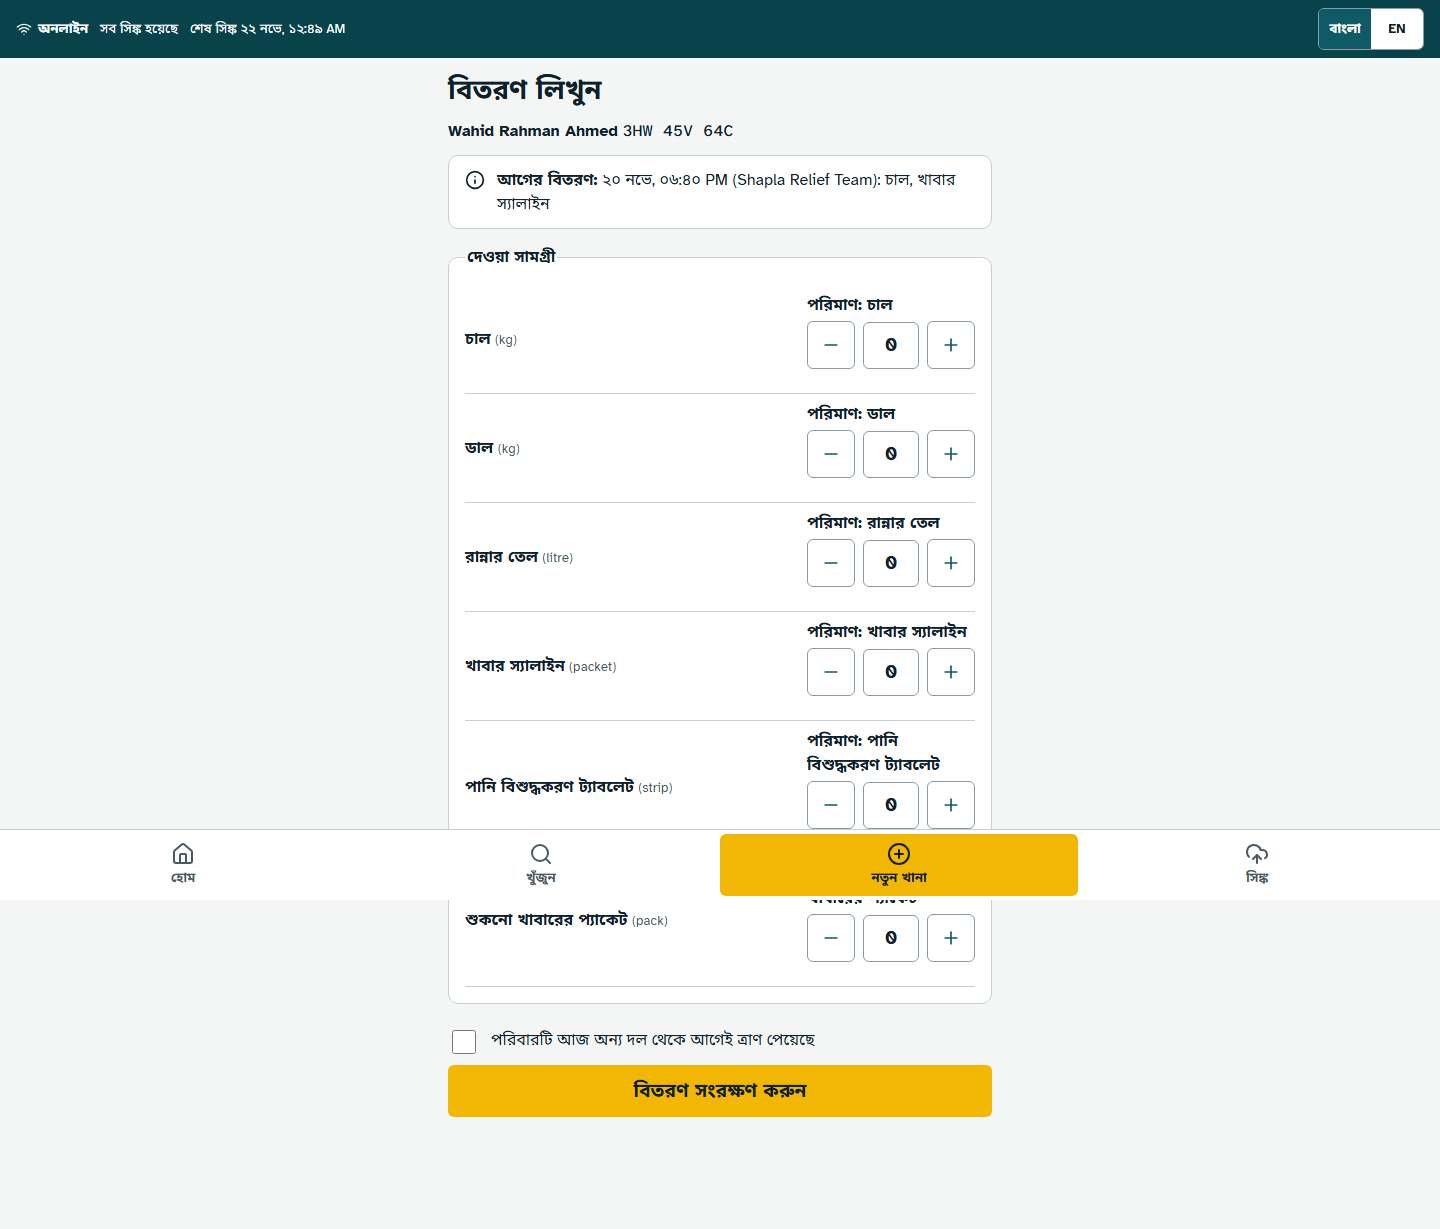 অনলাইন সব সিঙ্ক হয়েছে শেষ সিঙ্ক ২২ নভে, ১২:৪৯ AM
বাংলা EN
বিতরণ লিখুন
Wahid Rahman Ahmed 3HW 45V 64C
আগের বিতরণ: ২০ নভে, ০৬:৪০ PM (Shapla Relief Team): চাল, খাবার
স্যালাইন
দেওয়া সামগ্রী
পরিমাণ: চাল
চাল (kg)
0
পরিমাণ: ডাল
ডাল (kg)
0
পরিমাণ: রান্নার তেল
রান্নার তেল (litre)
0
পরিমাণ: খাবার স্যালাইন
খাবার স্যালাইন (packet)
0
পরিমাণ: পানি
বিশুদ্ধকরণ ট্যাবলেট
পানি বিশুদ্ধকরণ ট্যাবলেট (strip)
0
হোম
খুঁজুন
নতুন খানা
সিঙ্ক
শুকনো খাবারের প্যাকেট (pack)
0
পরিবারটি আজ অন্য দল থেকে আগেই ত্রাণ পেয়েছে
বিতরণ সংরক্ষণ করুন